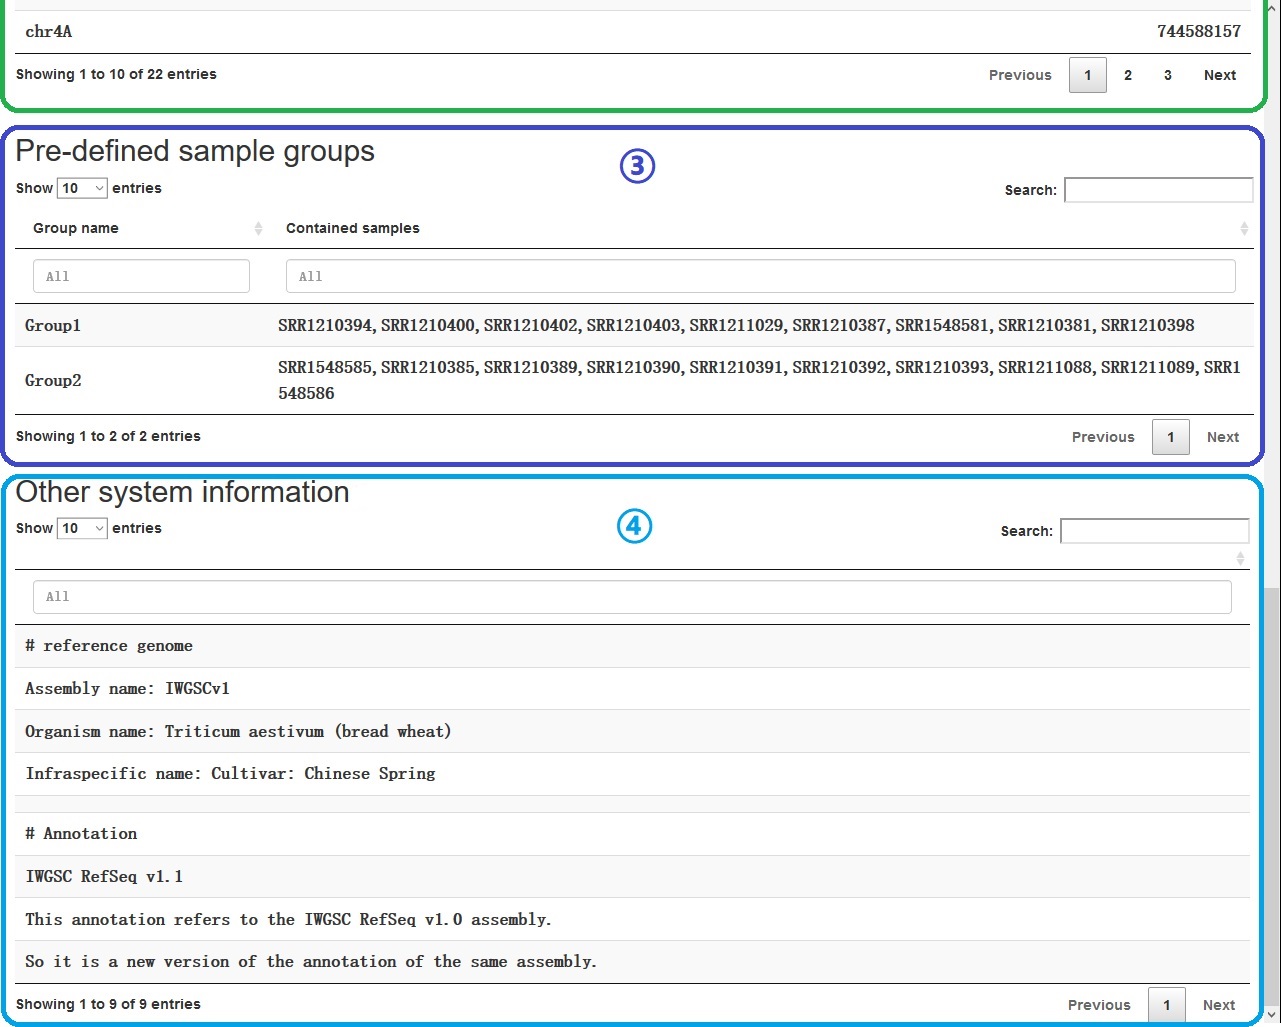 chr4A 744588157
Showing 1 to 10 of 22 entries Previous 1 2 3 Next
Pre-defined sample groups
③
Show 10 entries Search:
Group name Contained samples
All All
Group1 SRR1210394,SRR1210400,SRR1210402,SRR1210403,SRR1211029,SRR1210387,SRR1548581,SRR1210381,SRR1210398
Group2 SRR1548585,SRR1210385,SRR1210389,SRR1210390,SRR1210391,SRR1210392,SRR1210393,SRR1211088,SRR1211089,SRR1
548586
Showing 1 to 2 of 2 entries Previous 1 Next
Other system information
④
Show 10 entries Search:
All
# reference genome
Assembly name: IWGSCv1
Organism name: Triticum aestivum (bread wheat)
Infraspecific name: Cultivar: Chinese Spring
# Annotation
IWGSC RefSeq v1.1
This annotation refers to the IWGSC RefSeq v1.0 assembly.
So it is a new version of the annotation of the same assembly.
Showing 1 to 9 of 9 entries Previous 1 Next